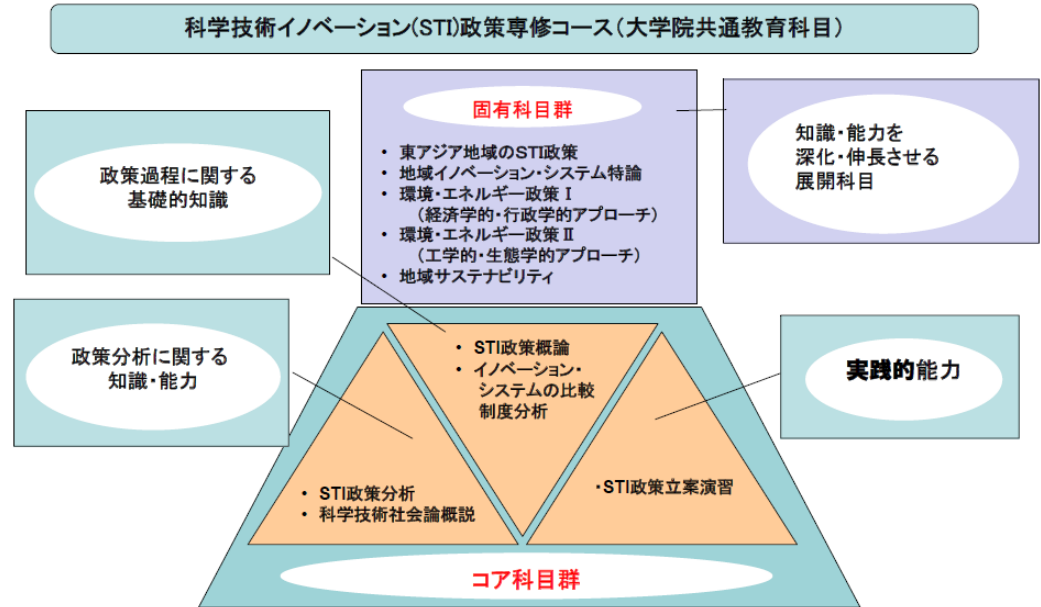 科学技術イノベーション(STI)政策専修コース(大学院共通教育科目)
固有科目群
・ 東アジア地域のSTI政策
・ 地域イノベーション・システム特論
・ 環境・エネルギー政策Ⅰ
(経済学的・行政学的アプローチ)
・ 環境・エネルギー政策Ⅱ
(工学的・生態学的アプローチ)
・ 地域サステナビリティ
知識・能力を
深化・伸長させる
展開科目
政策過程に関する
基礎的知識
政策分析に関する
知識・能力
・ STI政策概論
・ イノベーション・
システムの比較
制度分析
実践的能力
・ STI政策分析
・ 科学技術社会論概説
・STI政策立案演習
コア科目群